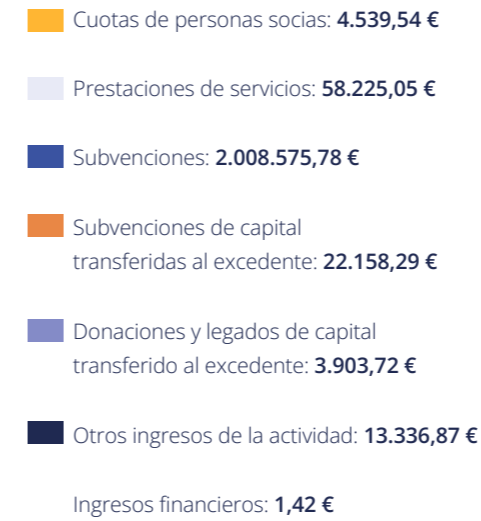 Cuotas de personas socias: 4.539,54 €
Prestaciones de servicios: 58.225,05 €
Subvenciones: 2.008.575,78 €
Subvenciones de capital
transferidas al excedente: 22.158,29 €
Donaciones y legados de capital
transferido al excedente: 3.903,72 €
Otros ingresos de la actividad: 13.336,87 €
Ingresos financieros: 1,42 €